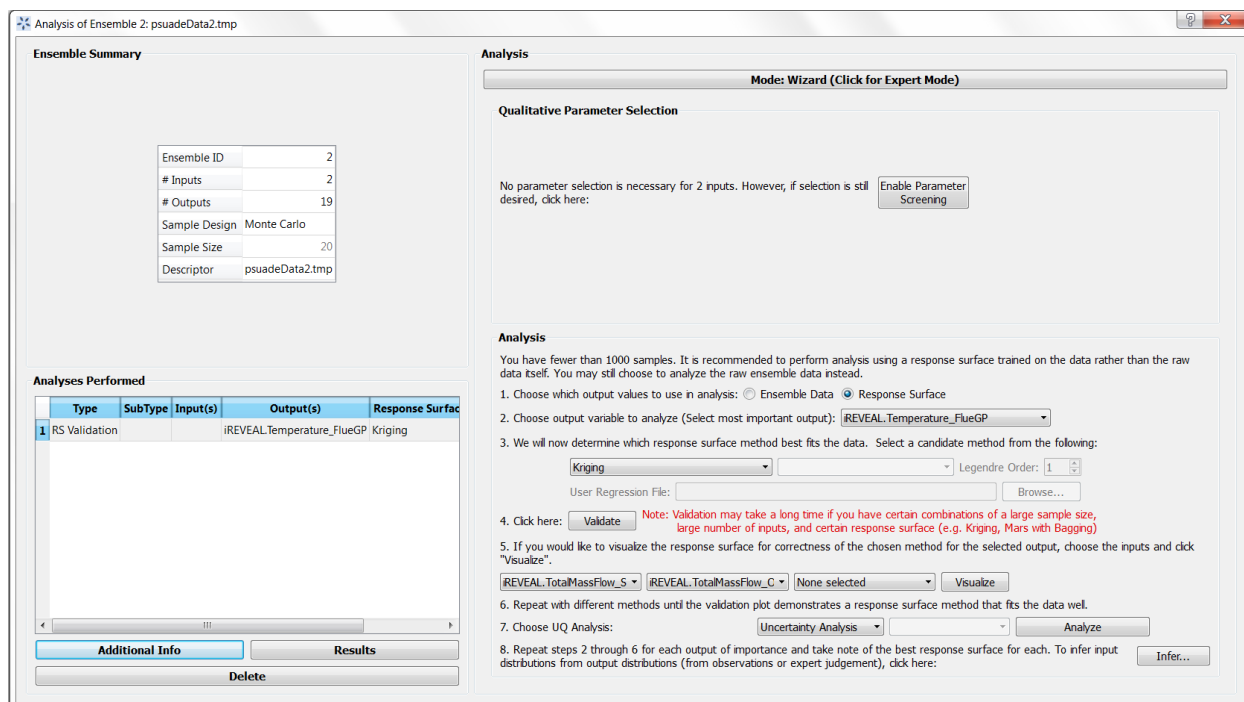 Analysis of Ensemble 2: psuadeData2.tmp
Ensemble Summary
Ensemble ID 2
# Inputs 2
# Outputs 19
Sample Design Monte Carlo
Sample Size 20
Descriptor psuadeData2.tmp
Analyses Performed
Type SubType Input(s) Output(s) Response Surfac
1 RS Validation iREVEAL.Temperature_FlueGP Kriging
Additional Info Results
Delete
Analysis
Mode: Wizard (Click for Expert Mode)
Qualitative Parameter Selection
No parameter selection is necessary for 2 inputs. However, if selection is still
desired, click here:
Enable Parameter
Screening
Analysis
You have fewer than 1000 samples. It is recommended to perform analysis using a response surface trained on the data rather than the raw
data itself. You may still choose to analyze the raw ensemble data instead.
1. Choose which output values to use in analysis: Ensemble Data Response Surface
2. Choose output variable to analyze (Select most important output): iREVEAL.Temperature_FlueGP
3. We will now determine which response surface method best fits the data. Select a candidate method from the following:
Kriging Legendre Order: 1
User Regression File: Browse...
4. Click here: Validate Note: Validation may take a long time if you have certain combinations of a large sample size,
large number of inputs, and certain response surface (e.g. Kriging, Mars with Bagging)
5. If you would like to visualize the response surface for correctness of the chosen method for the selected output, choose the inputs and click
"Visualize".
iREVEAL.TotalMassFlow_S iREVEAL.TotalMassFlow_C None selected Visualize
6. Repeat with different methods until the validation plot demonstrates a response surface method that fits the data well.
7. Choose UQ Analysis: Uncertainty Analysis Analyze
8. Repeat steps 2 through 6 for each output of importance and take note of the best response surface for each. To infer input
distributions from output distributions (from observations or expert judgement), click here:
Infer...